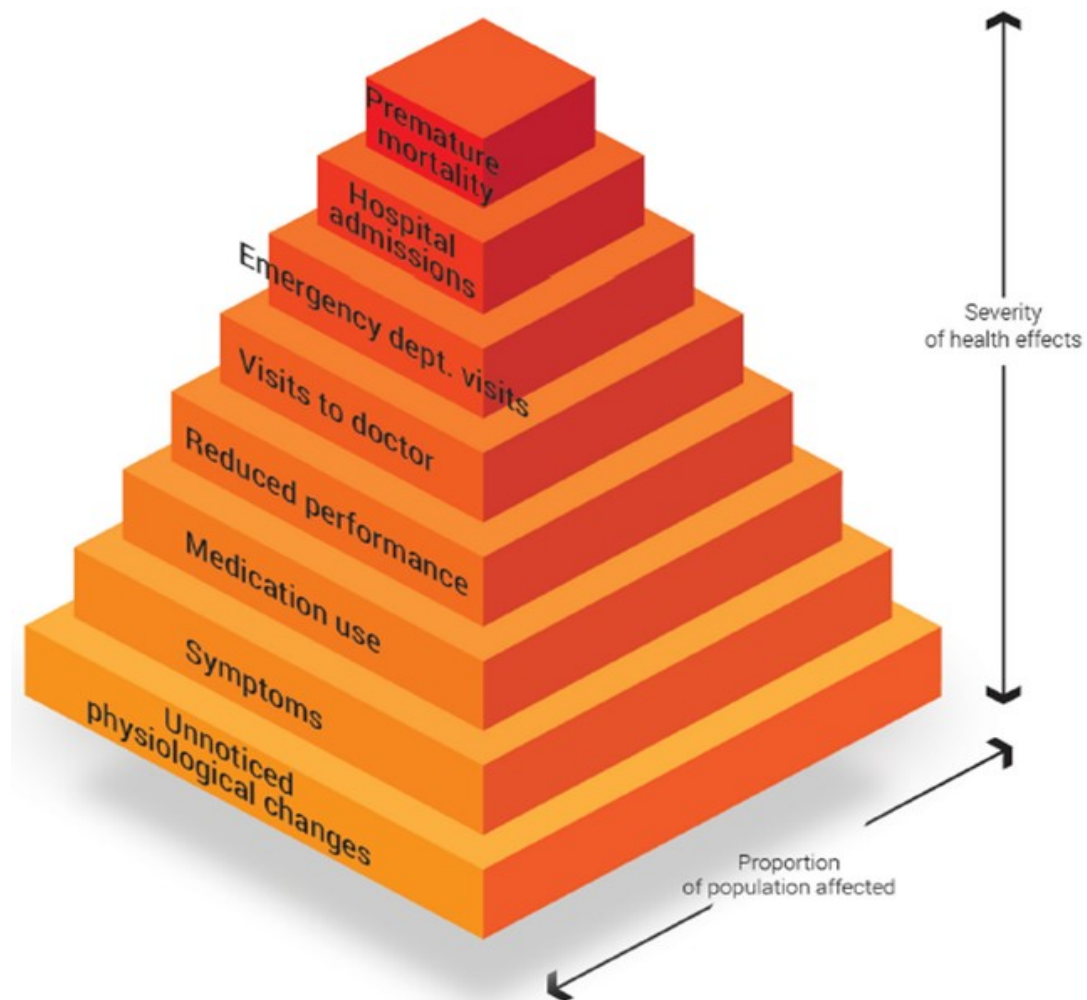 Premature
mortality
Hospital
admissions
Emergency dept. visits
Visits to doctor
Reduced performance
Medication use
Symptoms
Unnoticed
physiological changes
Severity
of health effects
Proportion
of population affected